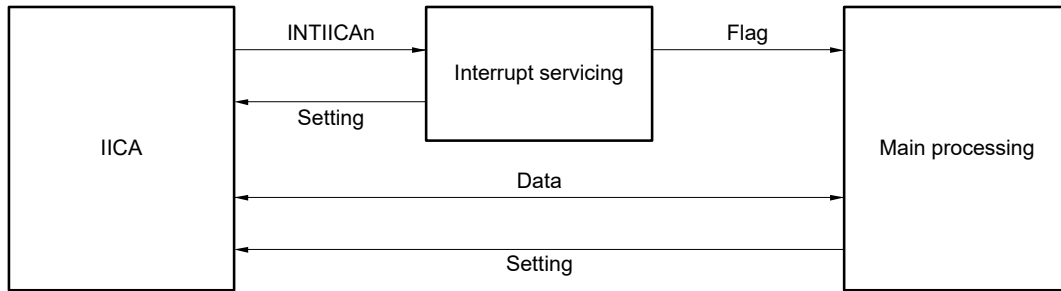 INTIICAn
Flag
Interrupt servicing
Setting
IICA
Main processing
Data
Setting